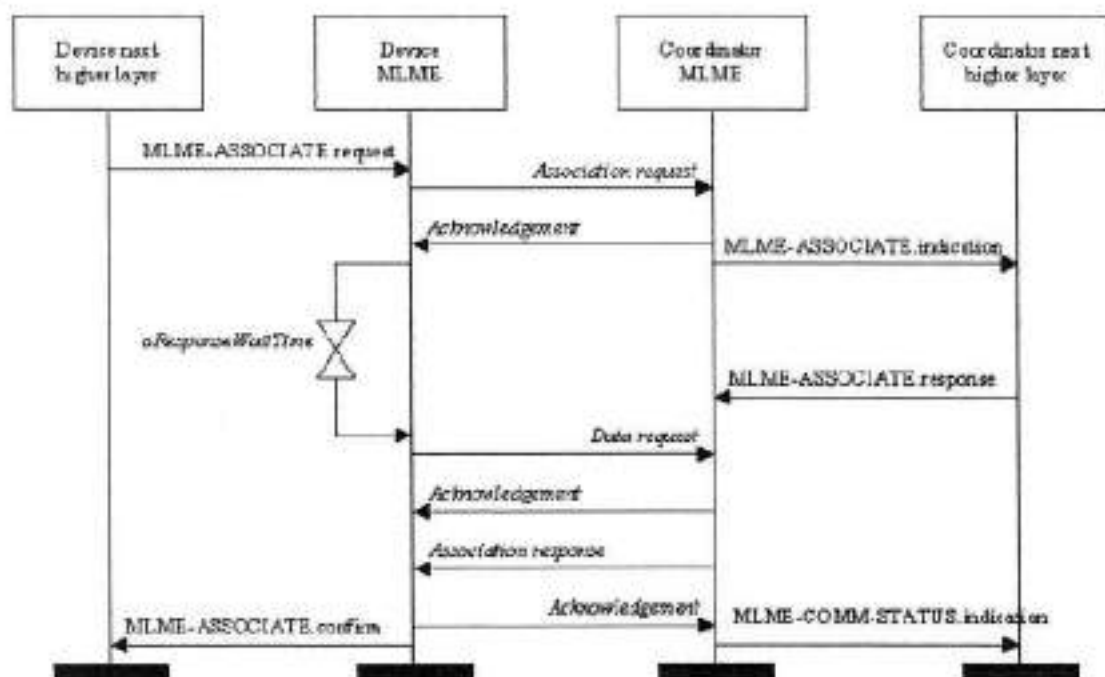 Device next
higher layer
Device
MLME
Coordinator
MLME
Coordinator next
higher layer
MLME-ASSOCIATE.request
Association request
Acknowledgement
MLME-ASSOCIATE.indication
aResponseWaitTime
MLME-ASSOCIATE.response
Data request
Acknowledgement
Association response
Acknowledgement
MLME-COMM-STATUS.indication
MLME-ASSOCIATE.confirm